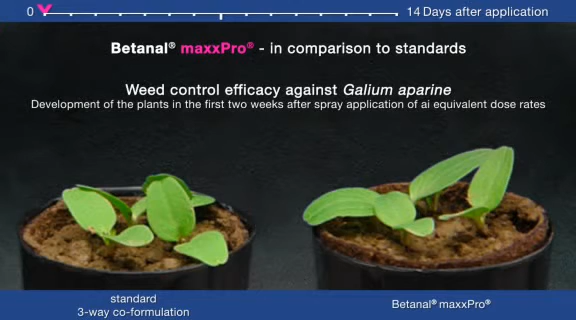 0 14 Days after application
Betanal® maxxPro® - in comparison to standards
Weed control efficacy against Galium aparine
Development of the plants in the first two weeks after spray application of ai equivalent dose rates
standard
3-way co-formulation
Betanal® maxxPro®